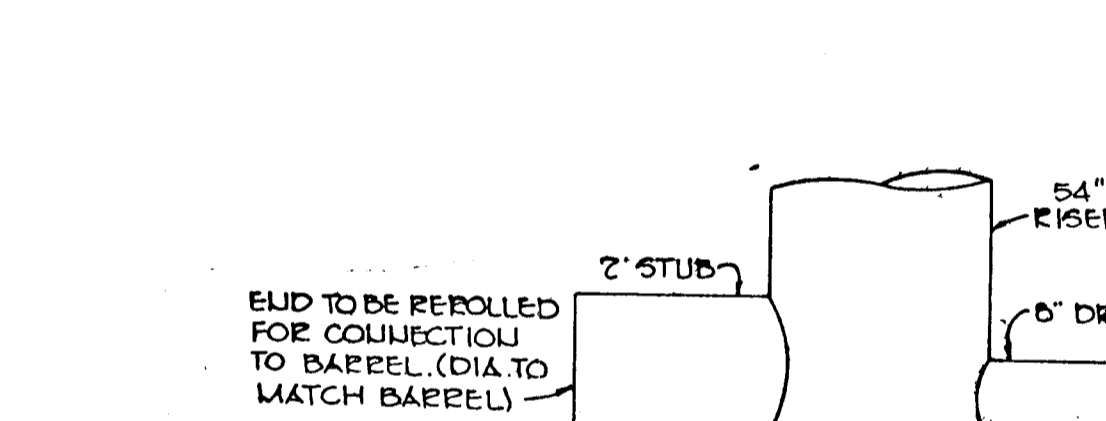 54"
RISE
2' STUB
END TO BE REROLLED
FOR CONNECTION
TO BARREL. (DIA. TO
MATCH BARREL)
8" DR